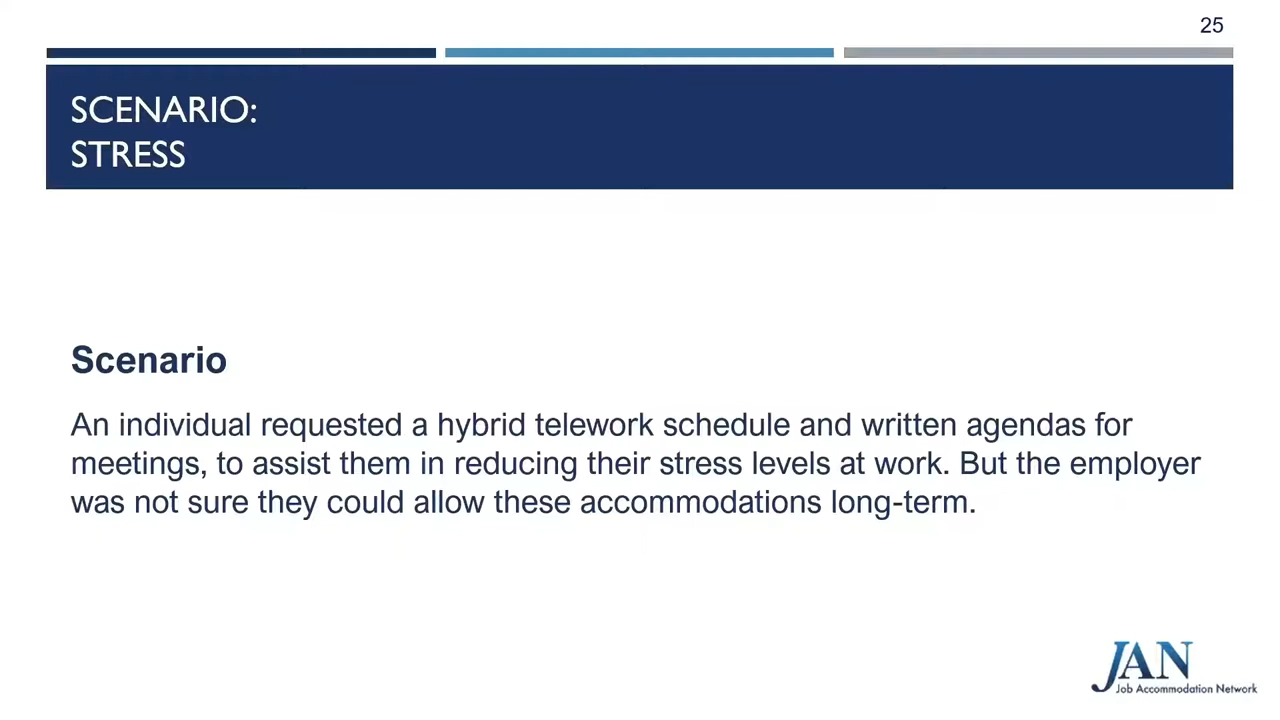 25
SCENARIO:
STRESS
Scenario
An individual requested a hybrid telework schedule and written agendas for
meetings, to assist them in reducing their stress levels at work. But the employer
was not sure they could allow these accommodations long-term.
JAN
Job Accommodation Network